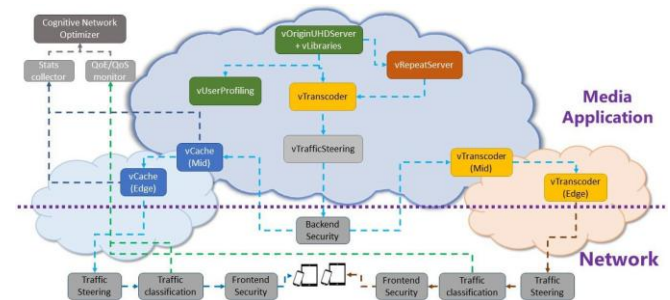 Cognitive Network
Optimizer
Stats
collector
QoE/QoS
monitor
vOriginUHDServer
+ vLibraries
vRepeatServer
vUserProfiling
vTranscoder
vTrafficSteering
Media
Application
vCache
(Mid)
vCache
(Edge)
vTranscoder
(Mid)
vTranscoder
(Edge)
Backend
Security
Network
Traffic
Steering
Traffic
classification
Frontend
Security
Frontend
Security
Traffic
classification
Traffic
Steering